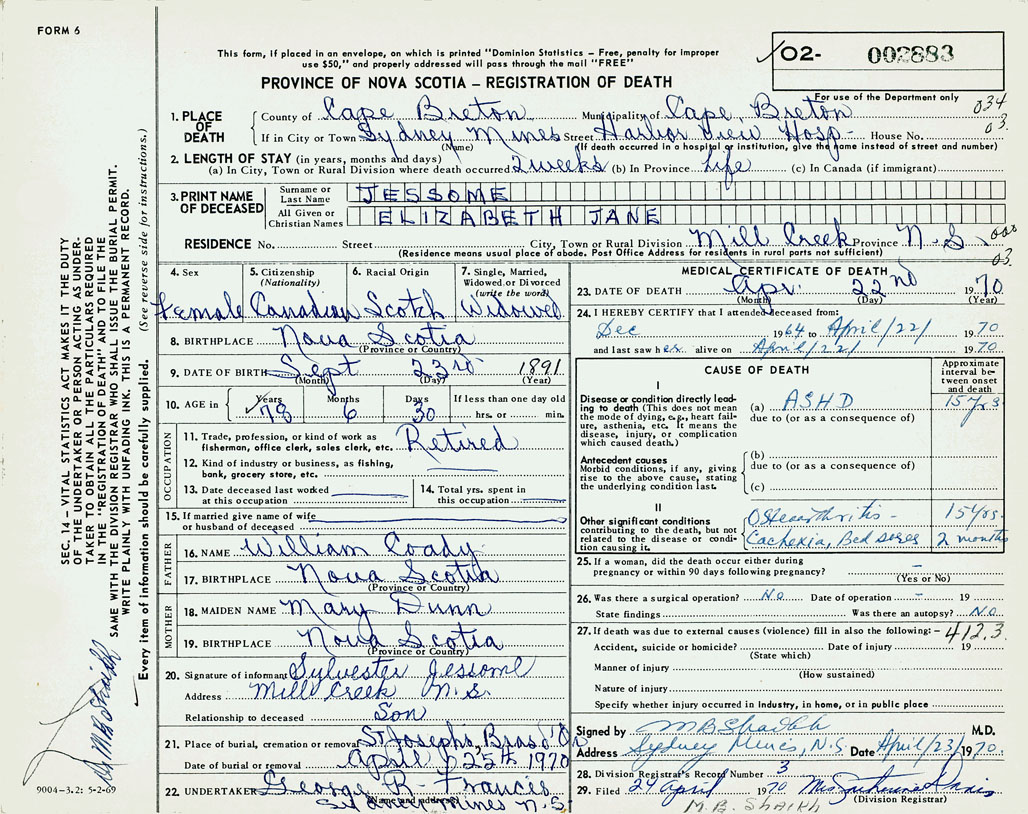 FORM 6
This form, if placed in an envelope, on which is printed "Dominion Statistics – Free, penalty for improper
use $50," and properly addressed will pass through the mail "FREE"
PROVINCE OF NOVA SCOTIA – REGISTRATION OF DEATH
02- 002883
For use of the Department only
034
03.
1. PLACE OF DEATH
County of Cape Breton Municipality of Cape Breton
If in City or Town Sydney Mines Street Harbor View Hosp- House No.
(Name) (If death occurred in a hospital or institution, give the name instead of street and number)
2. LENGTH OF STAY (in years, months and days)
(a) In City, Town or Rural Division where death occurred 2 weeks (b) In Province Life (c) In Canada (if immigrant)
3. PRINT NAME OF DECEASED
Surname or Last Name JESSOME
All Given or Christian Names ELIZABETH JANE
RESIDENCE No. Street City, Town or Rural Division Mill Creek Province N.S.
(Residence means usual place of abode. Post Office Address for residents in rural parts not sufficient)
03.
4. Sex
Female
5. Citizenship
(Nationality)
Canadian
6. Racial Origin
Scotch
7. Single, Married,
Widowed or Divorced
(write the word)
Widowed
8. BIRTHPLACE Nova Scotia
(Province or Country)
9. DATE OF BIRTH Sept 23rd 1891
(Month) (Day) (Year)
10. AGE in
Years Months Days If less than one day old
78 6 30 hrs. or min.
OCCUPATION
11. Trade, profession, or kind of work as
fisherman, office clerk, sales clerk, etc. Retired
12. Kind of industry or business, as fishing,
bank, grocery store, etc.
13. Date deceased last worked
at this occupation
14. Total yrs. spent in
this occupation
15. If married give name of wife
or husband of deceased
FATHER
16. NAME William Coady
17. BIRTHPLACE Nova Scotia
(Province or Country)
MOTHER
18. MAIDEN NAME Mary Dunn
19. BIRTHPLACE Nova Scotia
(Province or Country)
20. Signature of informant Sylvester Jessome
Address Mill Creek N.S.
Relationship to deceased Son
21. Place of burial, cremation or removal St Josephs, Bras D'Or
Date of burial or removal April 25th 1970
22. UNDERTAKER George R- Francis
(Name and address)
Sydney Mines N.S.
MEDICAL CERTIFICATE OF DEATH
23. DATE OF DEATH Apr. 22nd 1970
(Month) (Day) (Year)
24. I HEREBY CERTIFY that I attended deceased from:
Dec 1964 to April/22/ 1970
and last saw her alive on April/22/ 1970
CAUSE OF DEATH
Approximate
interval between onset
and death
I
Disease or condition directly leading to death (This does not
mean the mode of dying, e.g., heart failure, asthenia, etc. It means the
disease, injury, or complication
which caused death.)
(a) ASHD 15 yrs
due to (or as a consequence of)
Antecedent causes
Morbid conditions, if any, giving
rise to the above cause, stating
the underlying condition last.
(b)
due to (or as a consequence of)
(c)
II
Other significant conditions
contributing to the death, but not
related to the disease or condition causing it.
Osteoarthritis - 15 yrs.
Cachexia, Bed sores 2 months
25. If a woman, did the death occur either during
pregnancy or within 90 days following pregnancy? -
(Yes or No)
26. Was there a surgical operation? No Date of operation - 19
State findings Was there an autopsy? No
27. If death was due to external causes (violence) fill in also the following: - 412.3
Accident, suicide or homicide? Date of injury 19
(State which)
Manner of injury
(How sustained)
Nature of injury
Specify whether injury occurred in industry, in home, or in public place
Signed by M B Shaikh M.D.
Address Sydney Mines, N.S. Date April/23/1970.
28. Division Registrar's Record Number 3
29. Filed 24 April 1970
(Division Registrar)
M. B. SHAIKH
SEC. 14 – VITAL STATISTICS ACT MAKES IT THE DUTY
OF THE UNDERTAKER OR PERSON ACTING AS UNDERTAKER TO OBTAIN ALL THE PARTICULARS REQUIRED
IN THE "REGISTRATION OF DEATH" AND TO FILE THE
SAME WITH THE DIVISION REGISTRAR WHO SHALL ISSUE THE BURIAL PERMIT.
WRITE PLAINLY WITH UNFADING INK. THIS IS A PERMANENT RECORD.
Every item of information should be carefully supplied. (See reverse side for instructions.)
Dr M B Shaikh
9004-3.2: 5-2-69